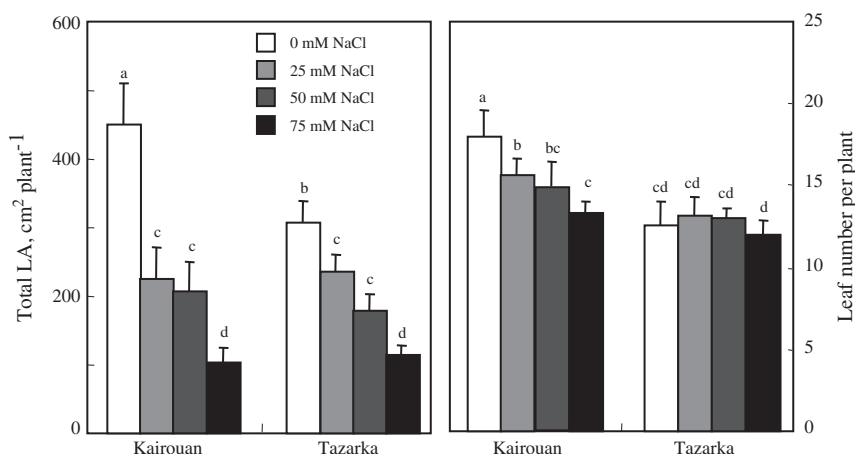 Total LA, cm² plant⁻¹
600
400
200
0
0 mM NaCl
25 mM NaCl
50 mM NaCl
75 mM NaCl
a
c
c
d
b
c
c
d
Kairouan
Tazarka
a
b
bc
c
cd
cd
cd
d
Kairouan
Tazarka
25
20
15
10
5
0
Leaf number per plant